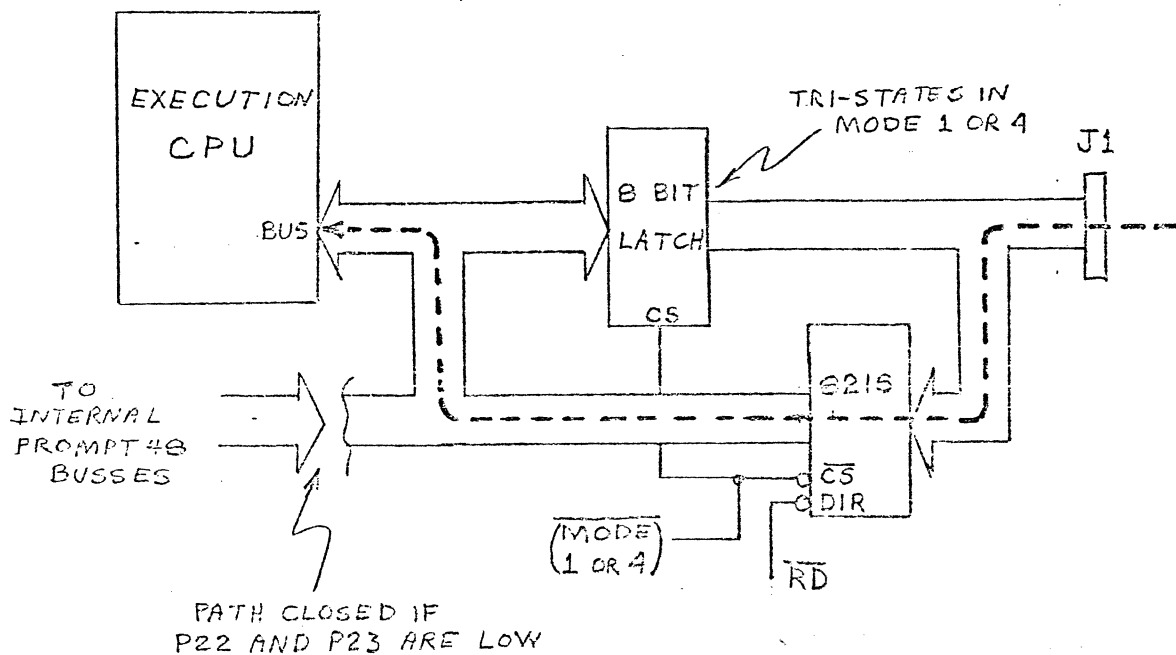 EXECUTION
CPU
BUS
8 BIT
LATCH
CS
TRI-STATES IN
MODE 1 OR 4
J1
TO
INTERNAL
PROMPT 48
BUSSES
8216
CS
DIR
(MODE
1 OR 4)
RD
PATH CLOSED IF
P22 AND P23 ARE LOW